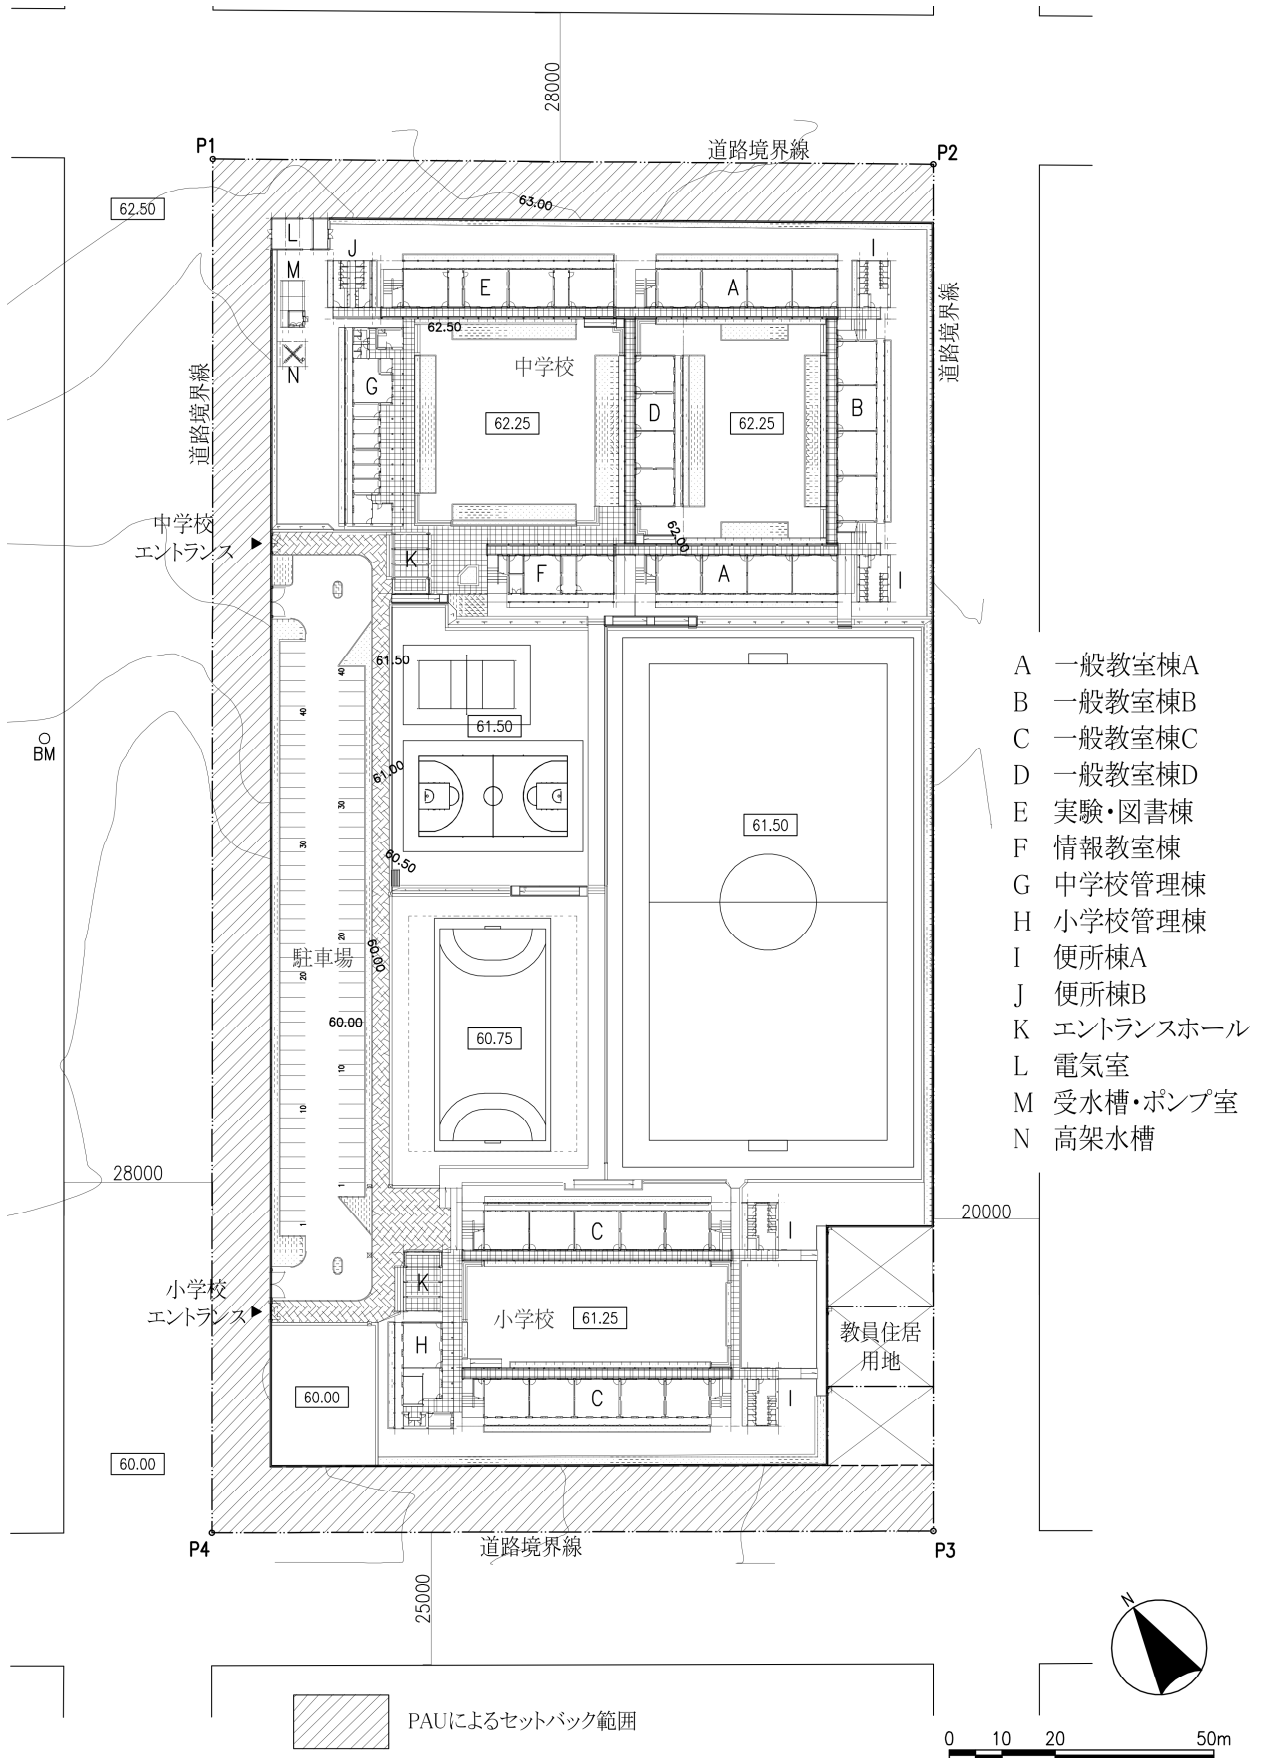 28000
P1
道路境界線
P2
62.50
63.00
L
J
I
M
E
A
道路境界線
62.50
中学校
道路境界線
N
G
D
B
62.25
62.25
中学校
エントランス
62.00
K
F
A
I
A 一般教室棟A
61.50
B 一般教室棟B
40
40
61.50
C 一般教室棟C
BM
61.00
D 一般教室棟D
30
61.50
E 実験・図書棟
30
60.50
F 情報教室棟
G 中学校管理棟
H 小学校管理棟
20
駐車場
20
60.00
I 便所棟A
J 便所棟B
60.00
60.75
K エントランスホール
10
L 電気室
10
M 受水槽・ポンプ室
N 高架水槽
28000
1
1
20000
C
I
小学校
エントランス
K
小学校
61.25
H
教員住居
用地
60.00
C
I
60.00
P4
道路境界線
P3
25000
N
PAUによるセットバック範囲
0 10 20 50m